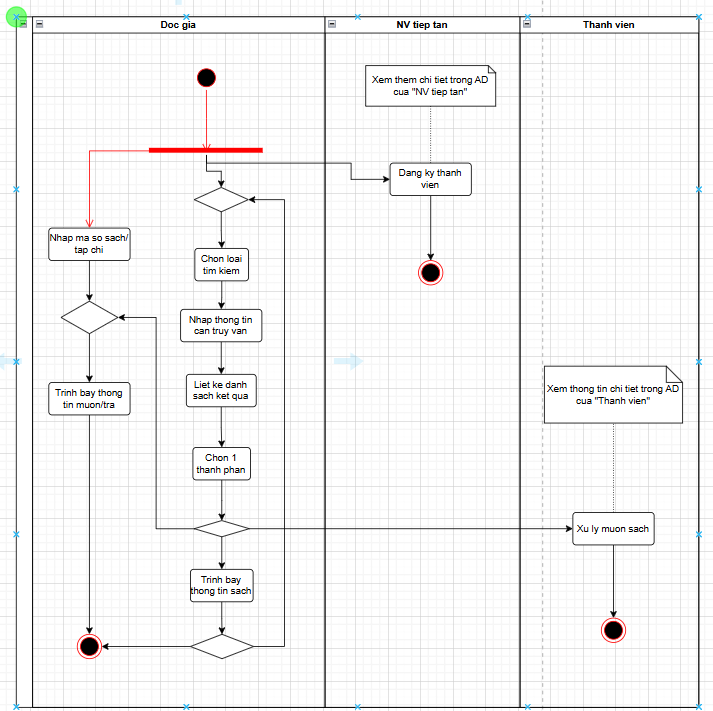 Doc gia
NV tiep tan
Thanh vien
Xem them chi tiet trong AD
cua "NV tiep tan"
Dang ky thanh
vien
Nhap ma so sach/
tap chi
Chon loai
tim kiem
Nhap thong tin
can truy van
Trinh bay thong
tin muon/tra
Liet ke danh
sach ket qua
Xem thong tin chi tiet trong AD
cua "Thanh vien"
Chon 1
thanh phan
Xu ly muon sach
Trinh bay
thong tin sach